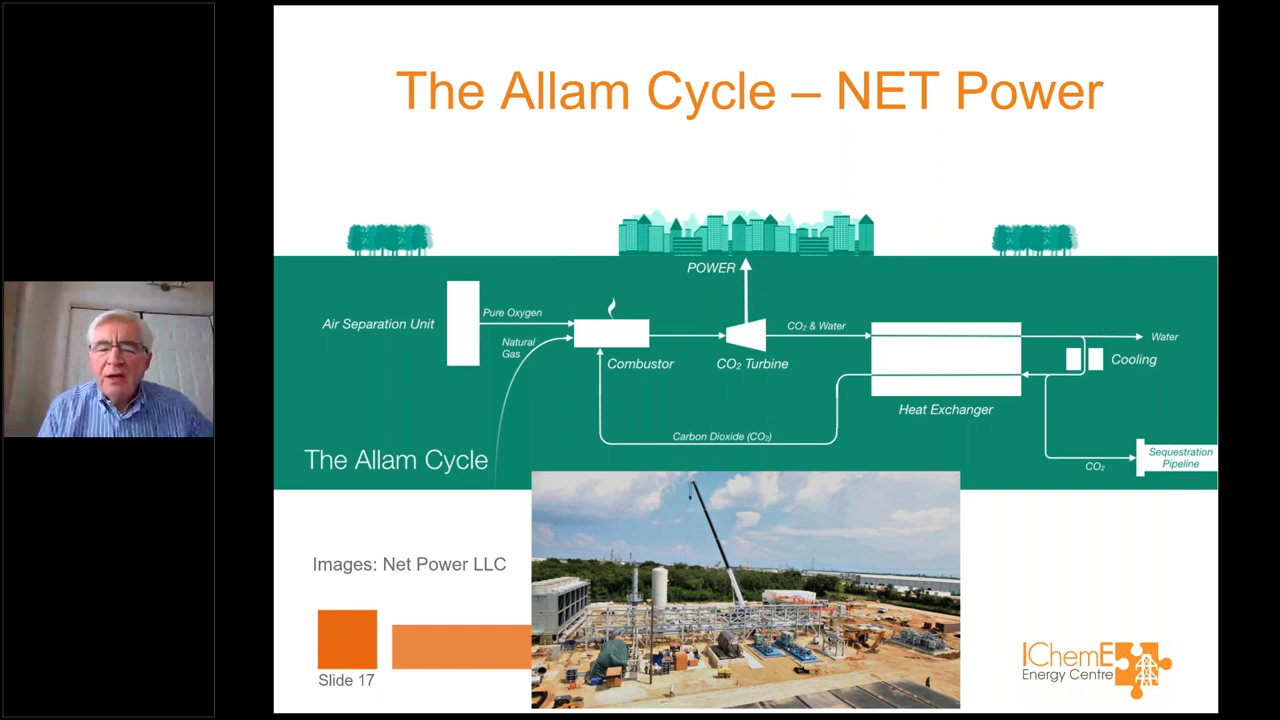 The Allam Cycle – NET Power
POWER
Air Separation Unit
Pure Oxygen
Natural
Gas
Combustor
CO₂ Turbine
CO₂ & Water
Heat Exchanger
Water
Cooling
Carbon Dioxide (CO₂)
CO₂
Sequestration
Pipeline
The Allam Cycle
Images: Net Power LLC
Slide 17
IChemE
Energy Centre